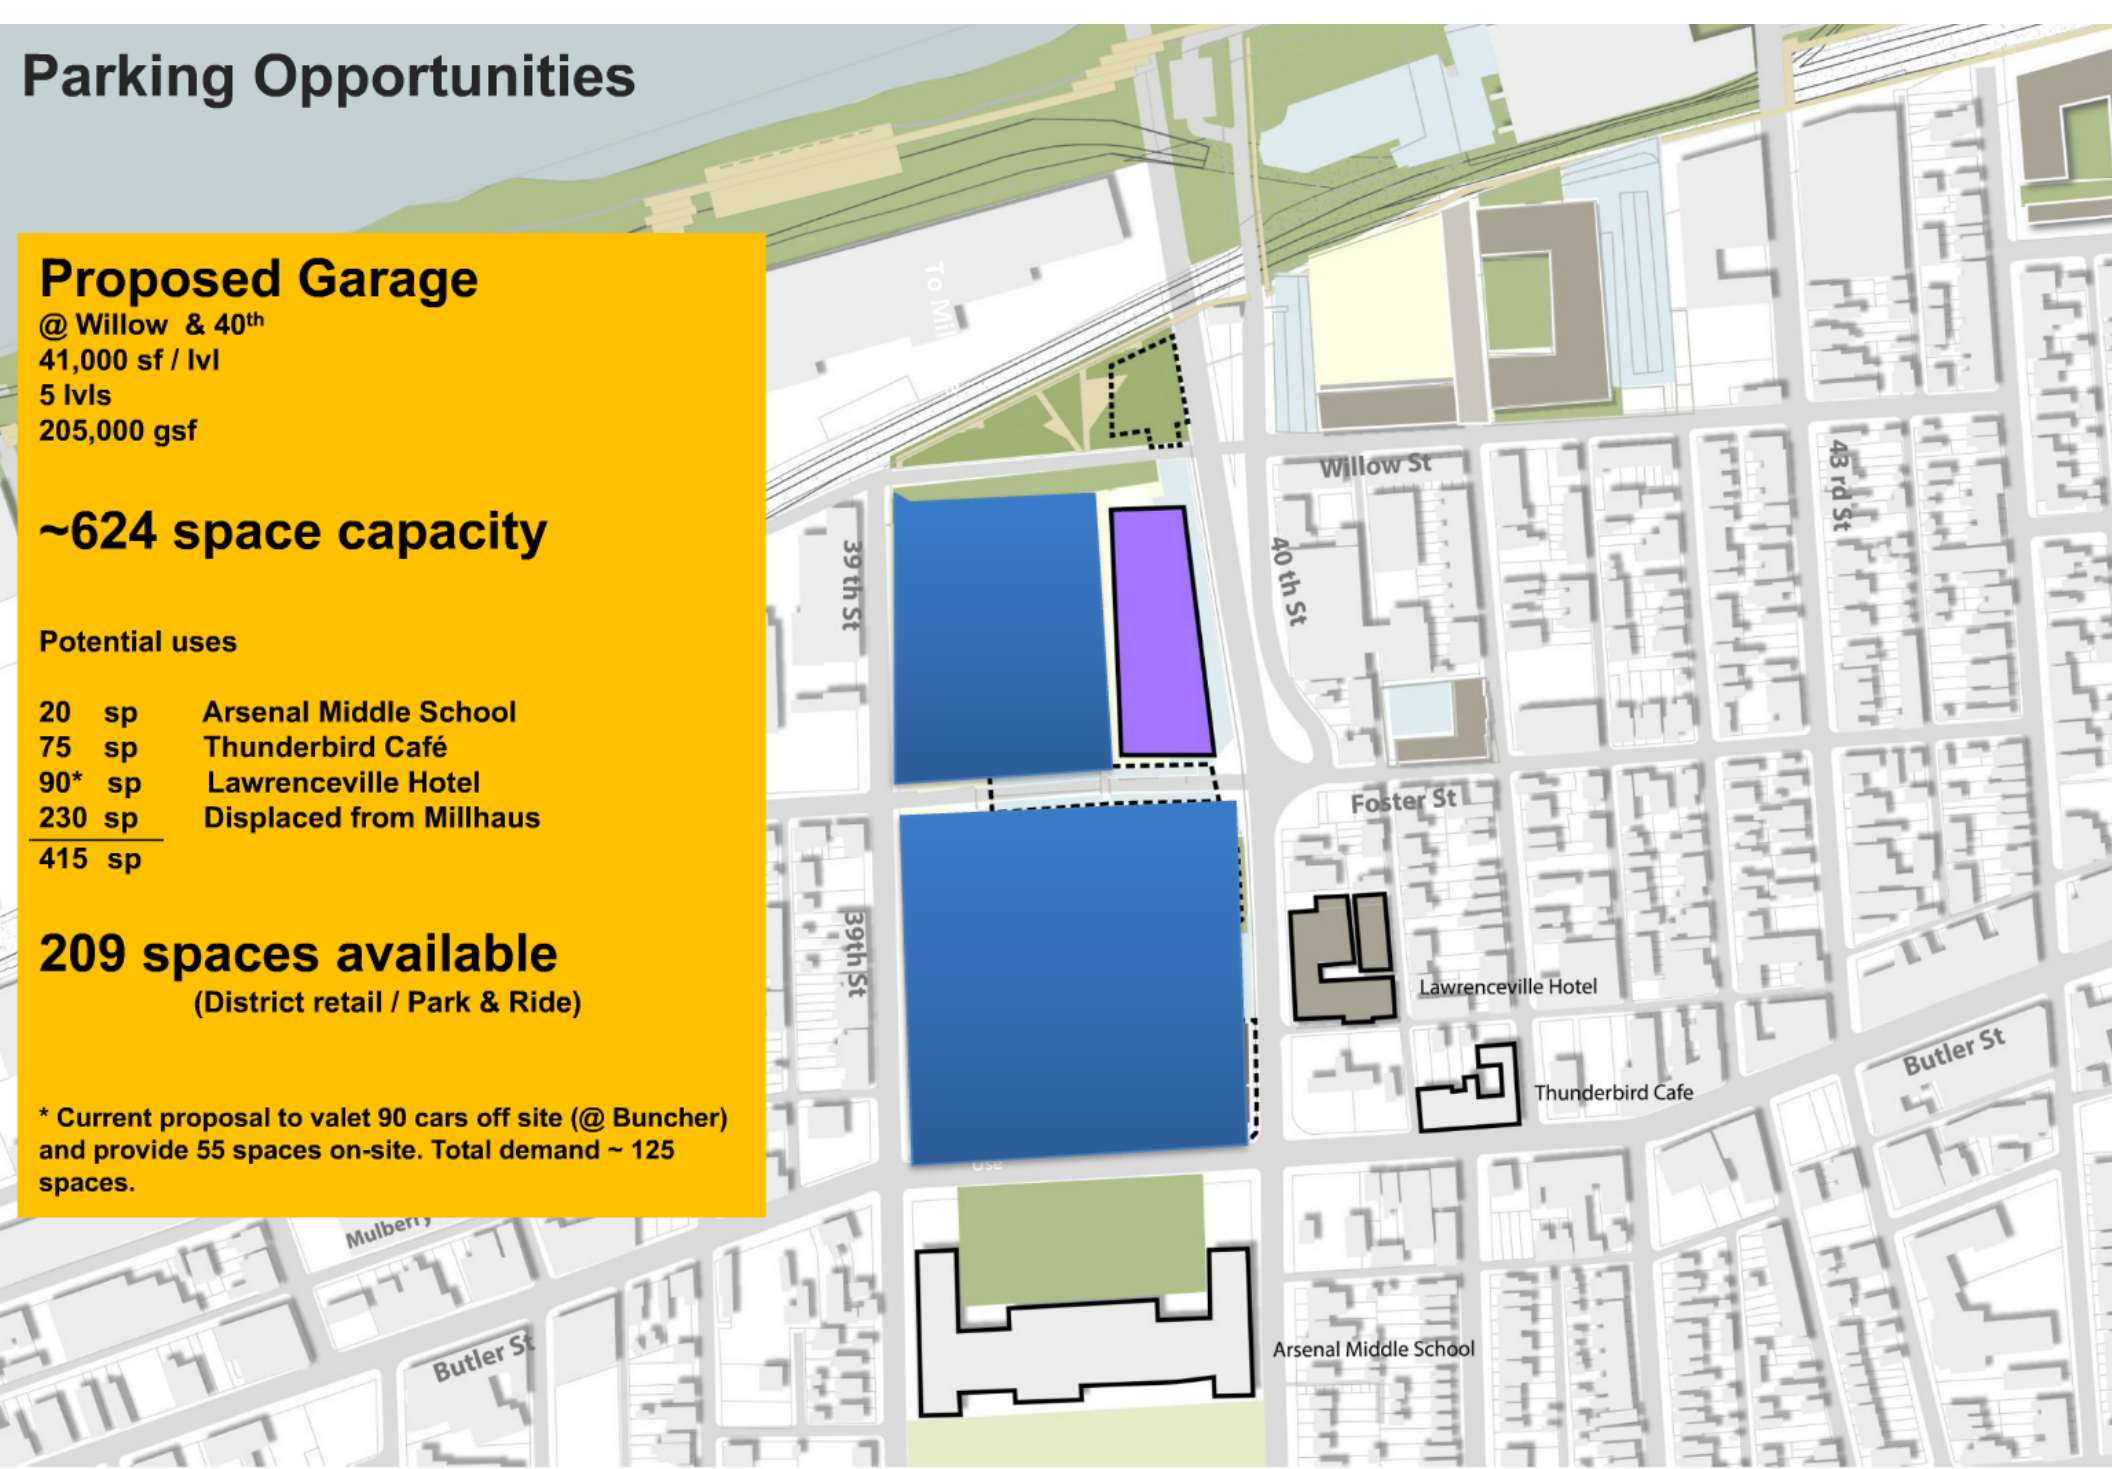 Parking Opportunities
Proposed Garage
@ Willow & 40th
41,000 sf / lvl
5 lvls
205,000 gsf
~624 space capacity
Potential uses
20 sp Arsenal Middle School
75 sp Thunderbird Café
90* sp Lawrenceville Hotel
230 sp Displaced from Millhaus
415 sp
209 spaces available
(District retail / Park & Ride)
* Current proposal to valet 90 cars off site (@ Buncher)
and provide 55 spaces on-site. Total demand ~ 125
spaces.
To Mil
Willow St
43 rd St
39 th St
40 th St
Foster St
39th St
Lawrenceville Hotel
Butler St
Thunderbird Cafe
Use
Mulberry
Butler St
Arsenal Middle School